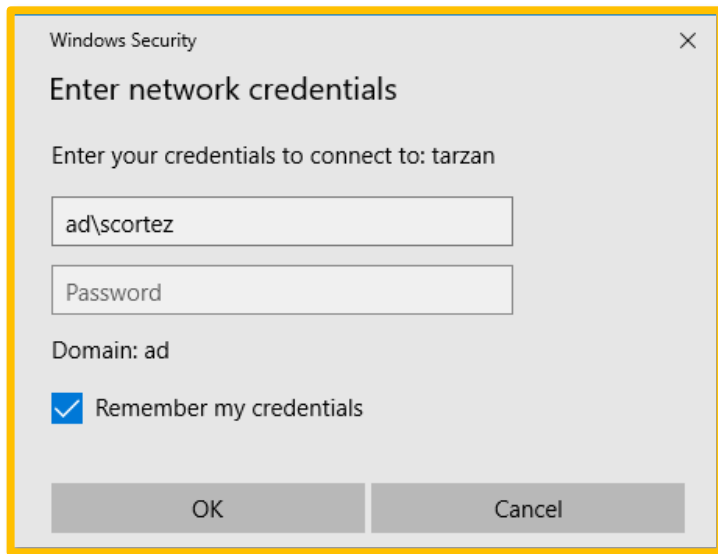 Windows Security
Enter network credentials
Enter your credentials to connect to: tarzan
ad\scortez
Password
Domain: ad
Remember my credentials
OK Cancel